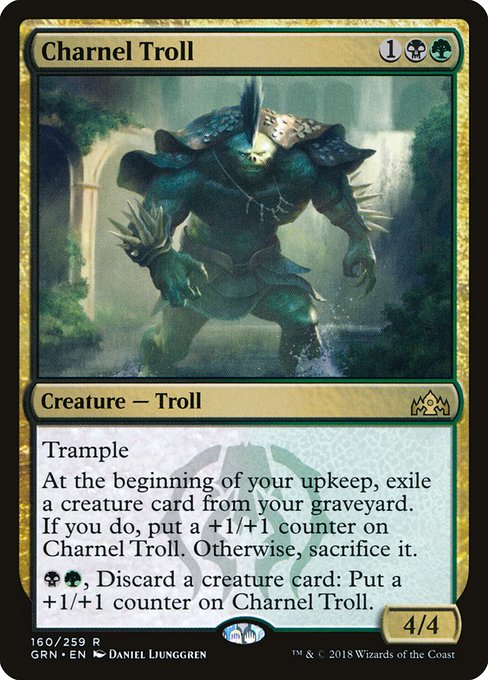 Charnel Troll 1
Creature — Troll
Trample
At the beginning of your upkeep, exile
a creature card from your graveyard.
If you do, put a +1/+1 counter on
Charnel Troll. Otherwise, sacrifice it.
, Discard a creature card: Put a
+1/+1 counter on Charnel Troll.
4/4
160/259 R
GRN • EN Daniel Ljunggren
™ & © 2018 Wizards of the Coast